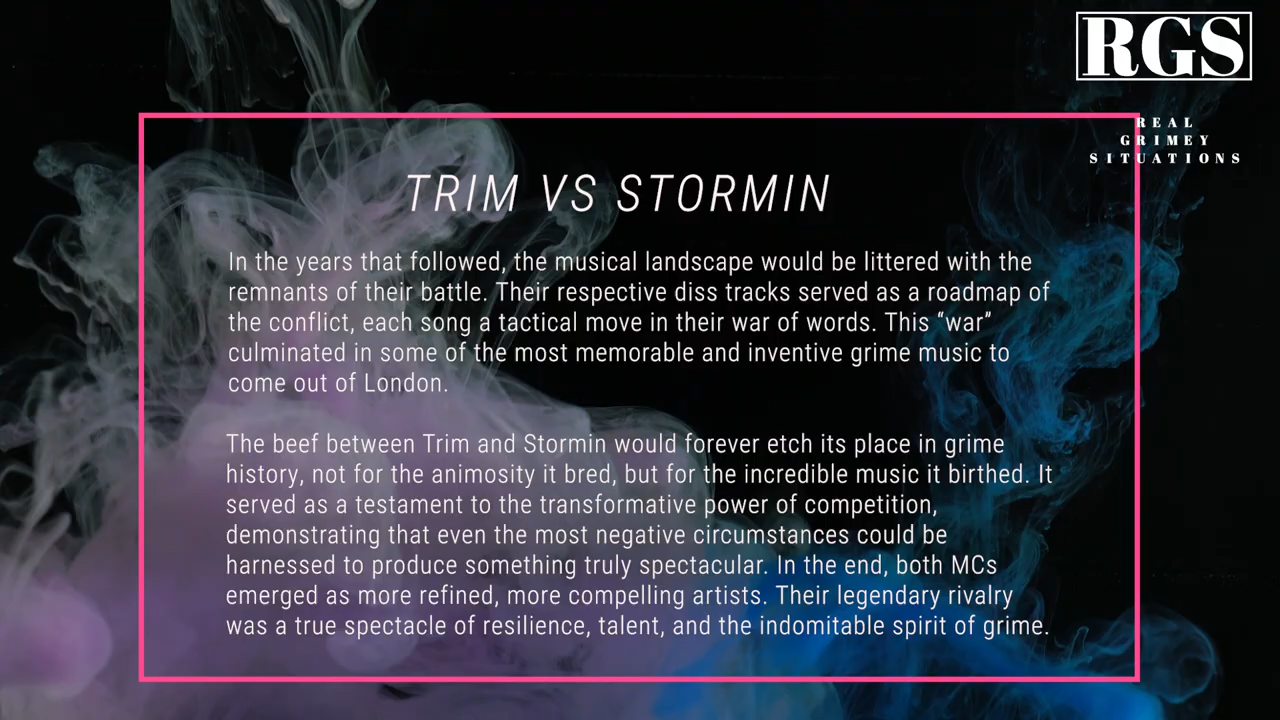 RGS
REAL
GRIMEY
SITUATIONS
TRIM VS STORMIN
In the years that followed, the musical landscape would be littered with the
remnants of their battle. Their respective diss tracks served as a roadmap of
the conflict, each song a tactical move in their war of words. This “war”
culminated in some of the most memorable and inventive grime music to
come out of London.
The beef between Trim and Stormin would forever etch its place in grime
history, not for the animosity it bred, but for the incredible music it birthed. It
served as a testament to the transformative power of competition,
demonstrating that even the most negative circumstances could be
harnessed to produce something truly spectacular. In the end, both MCs
emerged as more refined, more compelling artists. Their legendary rivalry
was a true spectacle of resilience, talent, and the indomitable spirit of grime.